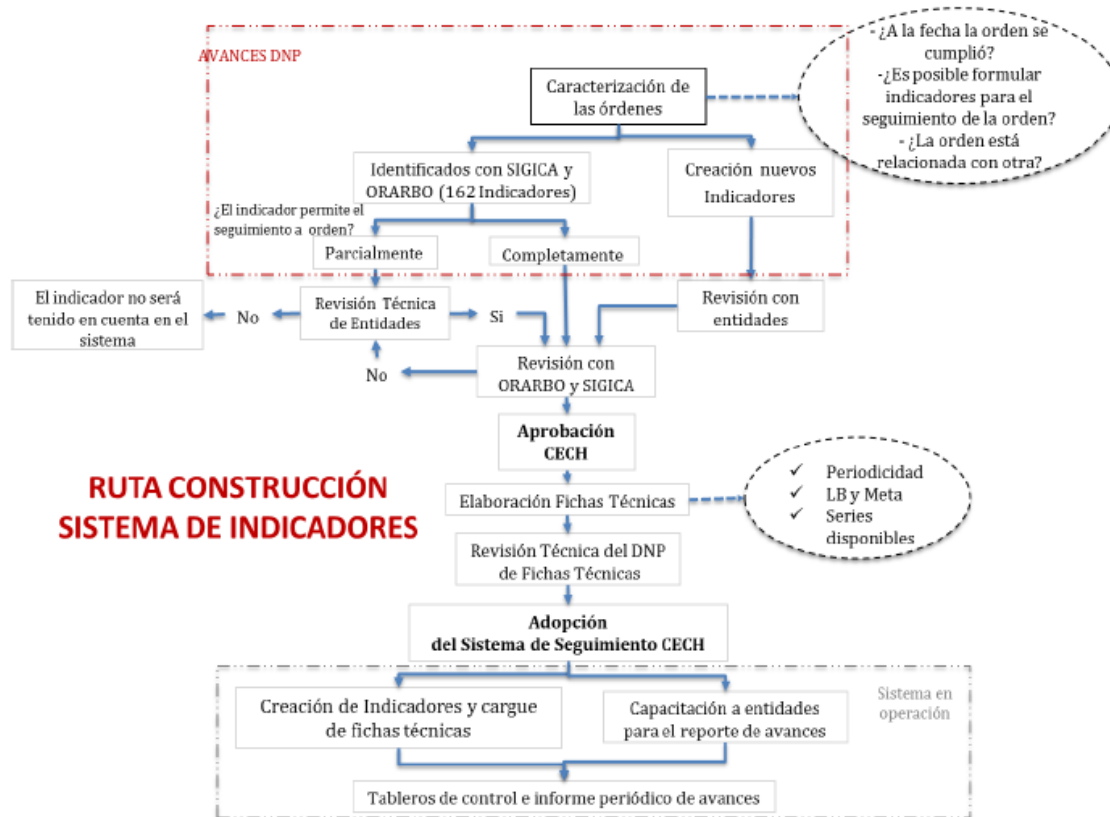 AVANCES DNP
- ¿A la fecha la orden se
cumplió?
-¿Es posible formular
indicadores para el
seguimiento de la orden?
- ¿La orden está
relacionada con otra?
Caracterización de
las órdenes
Identificados con SIGICA y
ORARBO (162 Indicadores)
Creación nuevos
Indicadores
¿El indicador permite el
seguimiento a orden?
Parcialmente
Completamente
El indicador no será
tenido en cuenta en el
sistema
No
Revisión Técnica
de Entidades
Si
Revisión con
entidades
No
Revisión con
ORARBO y SIGICA
Aprobación
CECH
RUTA CONSTRUCCIÓN
SISTEMA DE INDICADORES
Elaboración Fichas Técnicas
✓ Periodicidad
✓ LB y Meta
✓ Series
disponibles
Revisión Técnica del DNP
de Fichas Técnicas
Adopción
del Sistema de Seguimiento CECH
Sistema en
operación
Creación de Indicadores y cargue
de fichas técnicas
Capacitación a entidades
para el reporte de avances
Tableros de control e informe periódico de avances